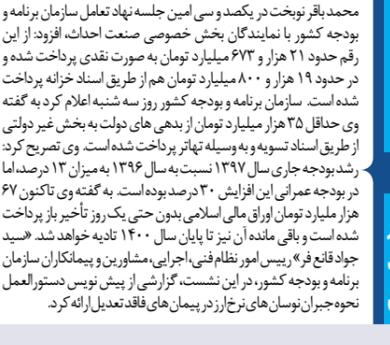 محمد باقر نوبخت در یکصد و سی امین جلسه نهاد تعامل سازمان برنامه و
بودجه کشور با نمایندگان بخش خصوصی صنعت احداث، افزود: از این
رقم حدود ۲۱ هزار و ۶۷۳ میلیارد تومان به صورت نقدی پرداخت شده و
در حدود ۱۹ هزار و ۸۰۰ میلیارد تومان هم از طریق اسناد خزانه پرداخت
شده است. سازمان برنامه و بودجه کشور روز سه شنبه اعلام کرد به گفته
وی حداقل ۳۵ هزار میلیارد تومان از بدهی های دولت به بخش غیر دولتی
از طریق اسناد تسویه و به وسیله تهاتر پرداخت شده است. وی تصریح کرد:
رشد بودجه جاری سال ۱۳۹۷ نسبت به سال ۱۳۹۶ به میزان ۱۳ درصد، اما
در بودجه عمرانی این افزایش ۳۰ درصد بوده است. به گفته وی تاکنون ۶۷
هزار ملیارد تومان اوراق مالی اسلامی بدون حتی یک روز تأخیر باز پرداخت
شده است و باقی مانده آن نیز تا پایان سال ۱۴۰۰ تادیه خواهد شد. «سید
جواد قانع فر» رییس امور نظام فنی، اجرایی، مشاورین و پیمانکاران سازمان
برنامه و بودجه کشور، در این نشست، گزارشی از پیش نویس دستورالعمل
نحوه جبران نوسان های نرخ ارز در پیمان های فاقد تعدیل ارائه کرد.